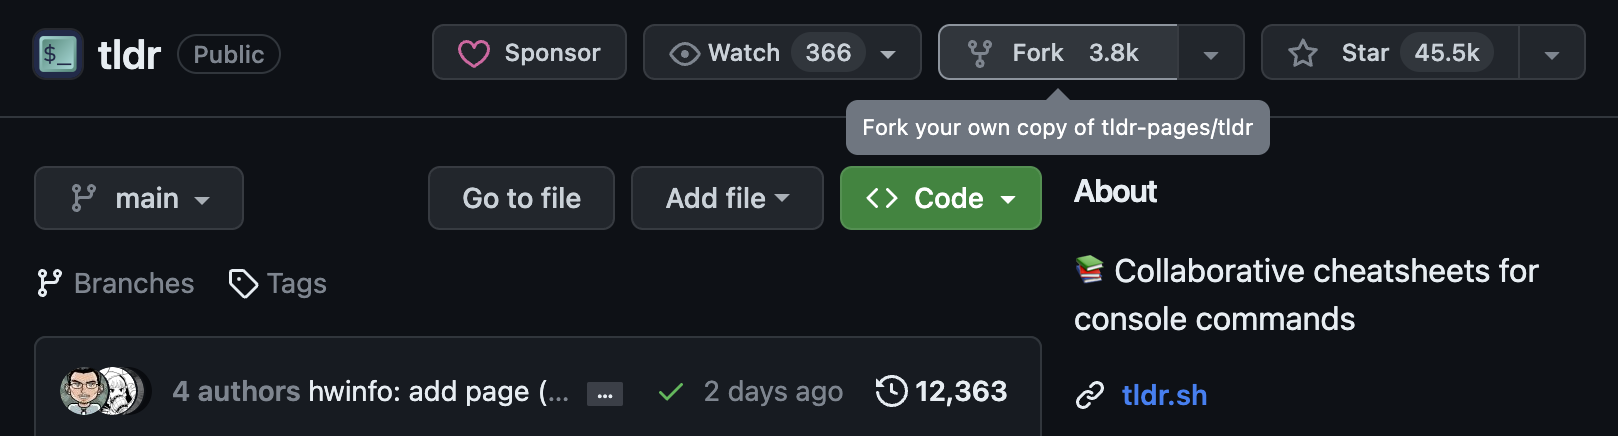 $_ tldr Public Sponsor Watch 366 Fork 3.8k Star 45.5k
Fork your own copy of tldr-pages/tldr
main Go to file Add file <> Code
About
Branches Tags
📚 Collaborative cheatsheets for
console commands
4 authors hwinfo: add page (... ... 2 days ago 12,363
tldr.sh